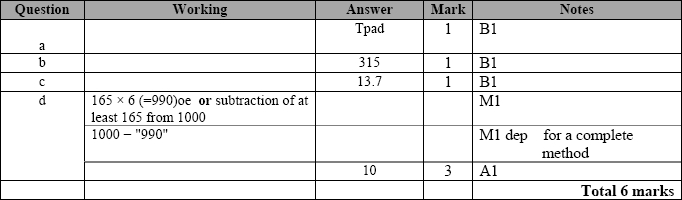 Question Working Answer Mark Notes
a Tpad 1 B1
b 315 1 B1
c 13.7 1 B1
d 165 × 6 (=990)oe or subtraction of at M1
least 165 from 1000
1000 – "990" M1 dep for a complete
method
10 3 A1
Total 6 marks